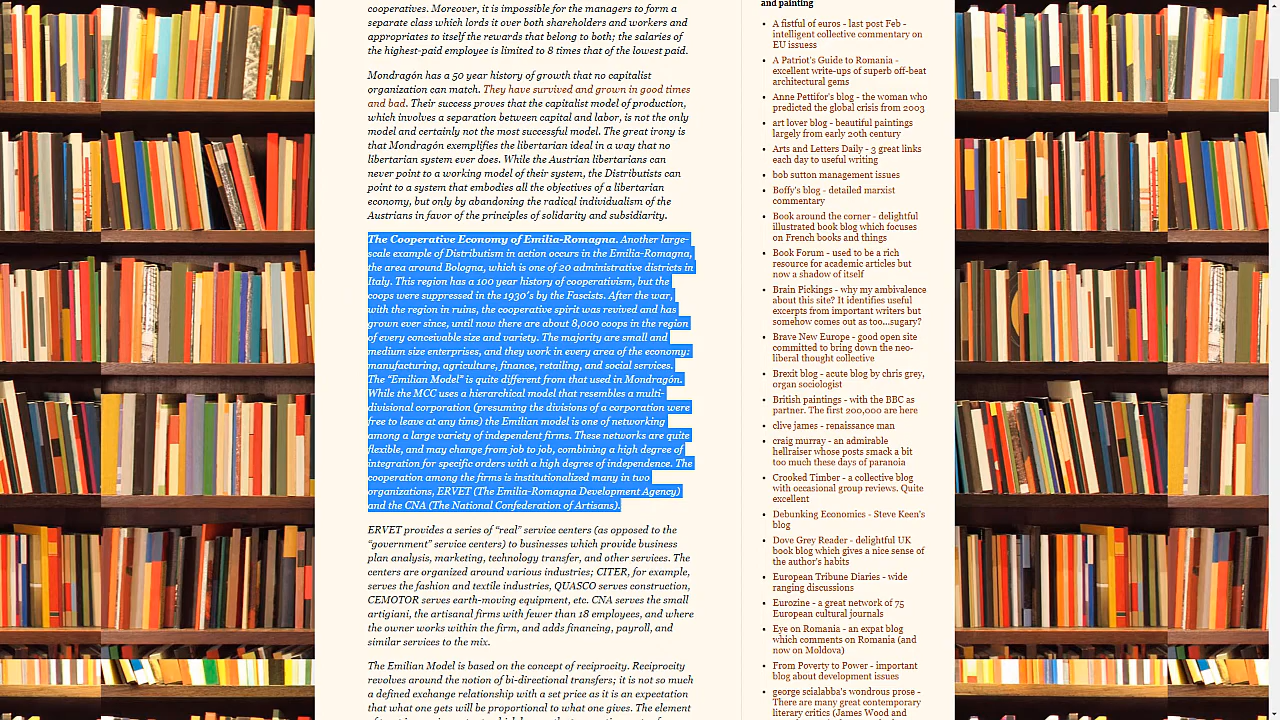 cooperatives. Moreover, it is impossible for the managers to form a
separate class which lords it over both shareholders and workers and
appropriates to itself the rewards that belong to both; the salaries of
the highest-paid employee is limited to 8 times that of the lowest paid.
Mondragón has a 50 year history of growth that no capitalist
organization can match. They have survived and grown in good times
and bad. Their success proves that the capitalist model of production,
which involves a separation between capital and labor, is not the only
model and certainly not the most successful model. The great irony is
that Mondragón exemplifies the libertarian ideal in a way that no
libertarian system ever does. While the Austrian libertarians can
never point to a working model of their system, the Distributists can
point to a system that embodies all the objectives of a libertarian
economy, but only by abandoning the radical individualism of the
Austrians in favor of the principles of solidarity and subsidiarity.
The Cooperative Economy of Emilia-Romagna. Another large-
scale example of Distributism in action occurs in the Emilia-Romagna,
the area around Bologna, which is one of 20 administrative districts in
Italy. This region has a 100 year history of cooperativism, but the
coops were suppressed in the 1930's by the Fascists. After the war,
with the region in ruins, the cooperative spirit was revived and has
grown ever since, until now there are about 8,000 coops in the region
of every conceivable size and variety. The majority are small and
medium size enterprises, and they work in every area of the economy:
manufacturing, agriculture, finance, retailing, and social services.
The “Emilian Model” is quite different from that used in Mondragón.
While the MCC uses a hierarchical model that resembles a multi-
divisional corporation (presuming the divisions of a corporation were
free to leave at any time) the Emilian model is one of networking
among a large variety of independent firms. These networks are quite
flexible, and may change from job to job, combining a high degree of
integration for specific orders with a high degree of independence. The
cooperation among the firms is institutionalized many in two
organizations, ERVET (The Emilia-Romagna Development Agency)
and the CNA (The National Confederation of Artisans).
ERVET provides a series of “real” service centers (as opposed to the
“government” service centers) to businesses which provide business
plan analysis, marketing, technology transfer, and other services. The
centers are organized around various industries; CITER, for example,
serves the fashion and textile industries, QUASCO serves construction,
CEMOTOR serves earth-moving equipment, etc. CNA serves the small
artigiani, the artisanal firms with fewer than 18 employees, and where
the owner works within the firm, and adds financing, payroll, and
similar services to the mix.
The Emilian Model is based on the concept of reciprocity. Reciprocity
revolves around the notion of bi-directional transfers; it is not so much
a defined exchange relationship with a set price as it is an expectation
that what one gets will be proportional to what one gives. The element
and painting
A fistful of euros - last post Feb -
intelligent collective commentary on
EU issuess
A Patriot's Guide to Romania -
excellent write-ups of superb off-beat
architectural gems
Anne Pettifor's blog - the woman who
predicted the global crisis from 2003
art lover blog - beautiful paintings
largely from early 20th century
Arts and Letters Daily - 3 great links
each day to useful writing
bob sutton management issues
Boffy's blog - detailed marxist
commentary
Book around the corner - delightful
illustrated book blog which focuses
on French books and things
Book Forum - used to be a rich
resource for academic articles but
now a shadow of itself
Brain Pickings - why my ambivalence
about this site? It identifies useful
excerpts from important writers but
somehow comes out as too...sugary?
Brave New Europe - good open site
committed to bring down the neo-
liberal thought collective
Brexit blog - acute blog by chris grey,
organ sociologist
British paintings - with the BBC as
partner. The first 200,000 are here
clive james - renaissance man
craig murray - an admirable
hellraiser whose posts smack a bit
too much these days of paranoia
Crooked Timber - a collective blog
with occasional group reviews. Quite
excellent
Debunking Economics - Steve Keen's
blog
Dove Grey Reader - delightful UK
book blog which gives a nice sense of
the author's habits
European Tribune Diaries - wide
ranging discussions
Eurozine - a great network of 75
European cultural journals
Eye on Romania - an expat blog
which comments on Romania (and
now on Moldova)
From Poverty to Power - important
blog about development issues
george scialabba's wondrous prose -
There are many great contemporary
literary critics (James Wood and